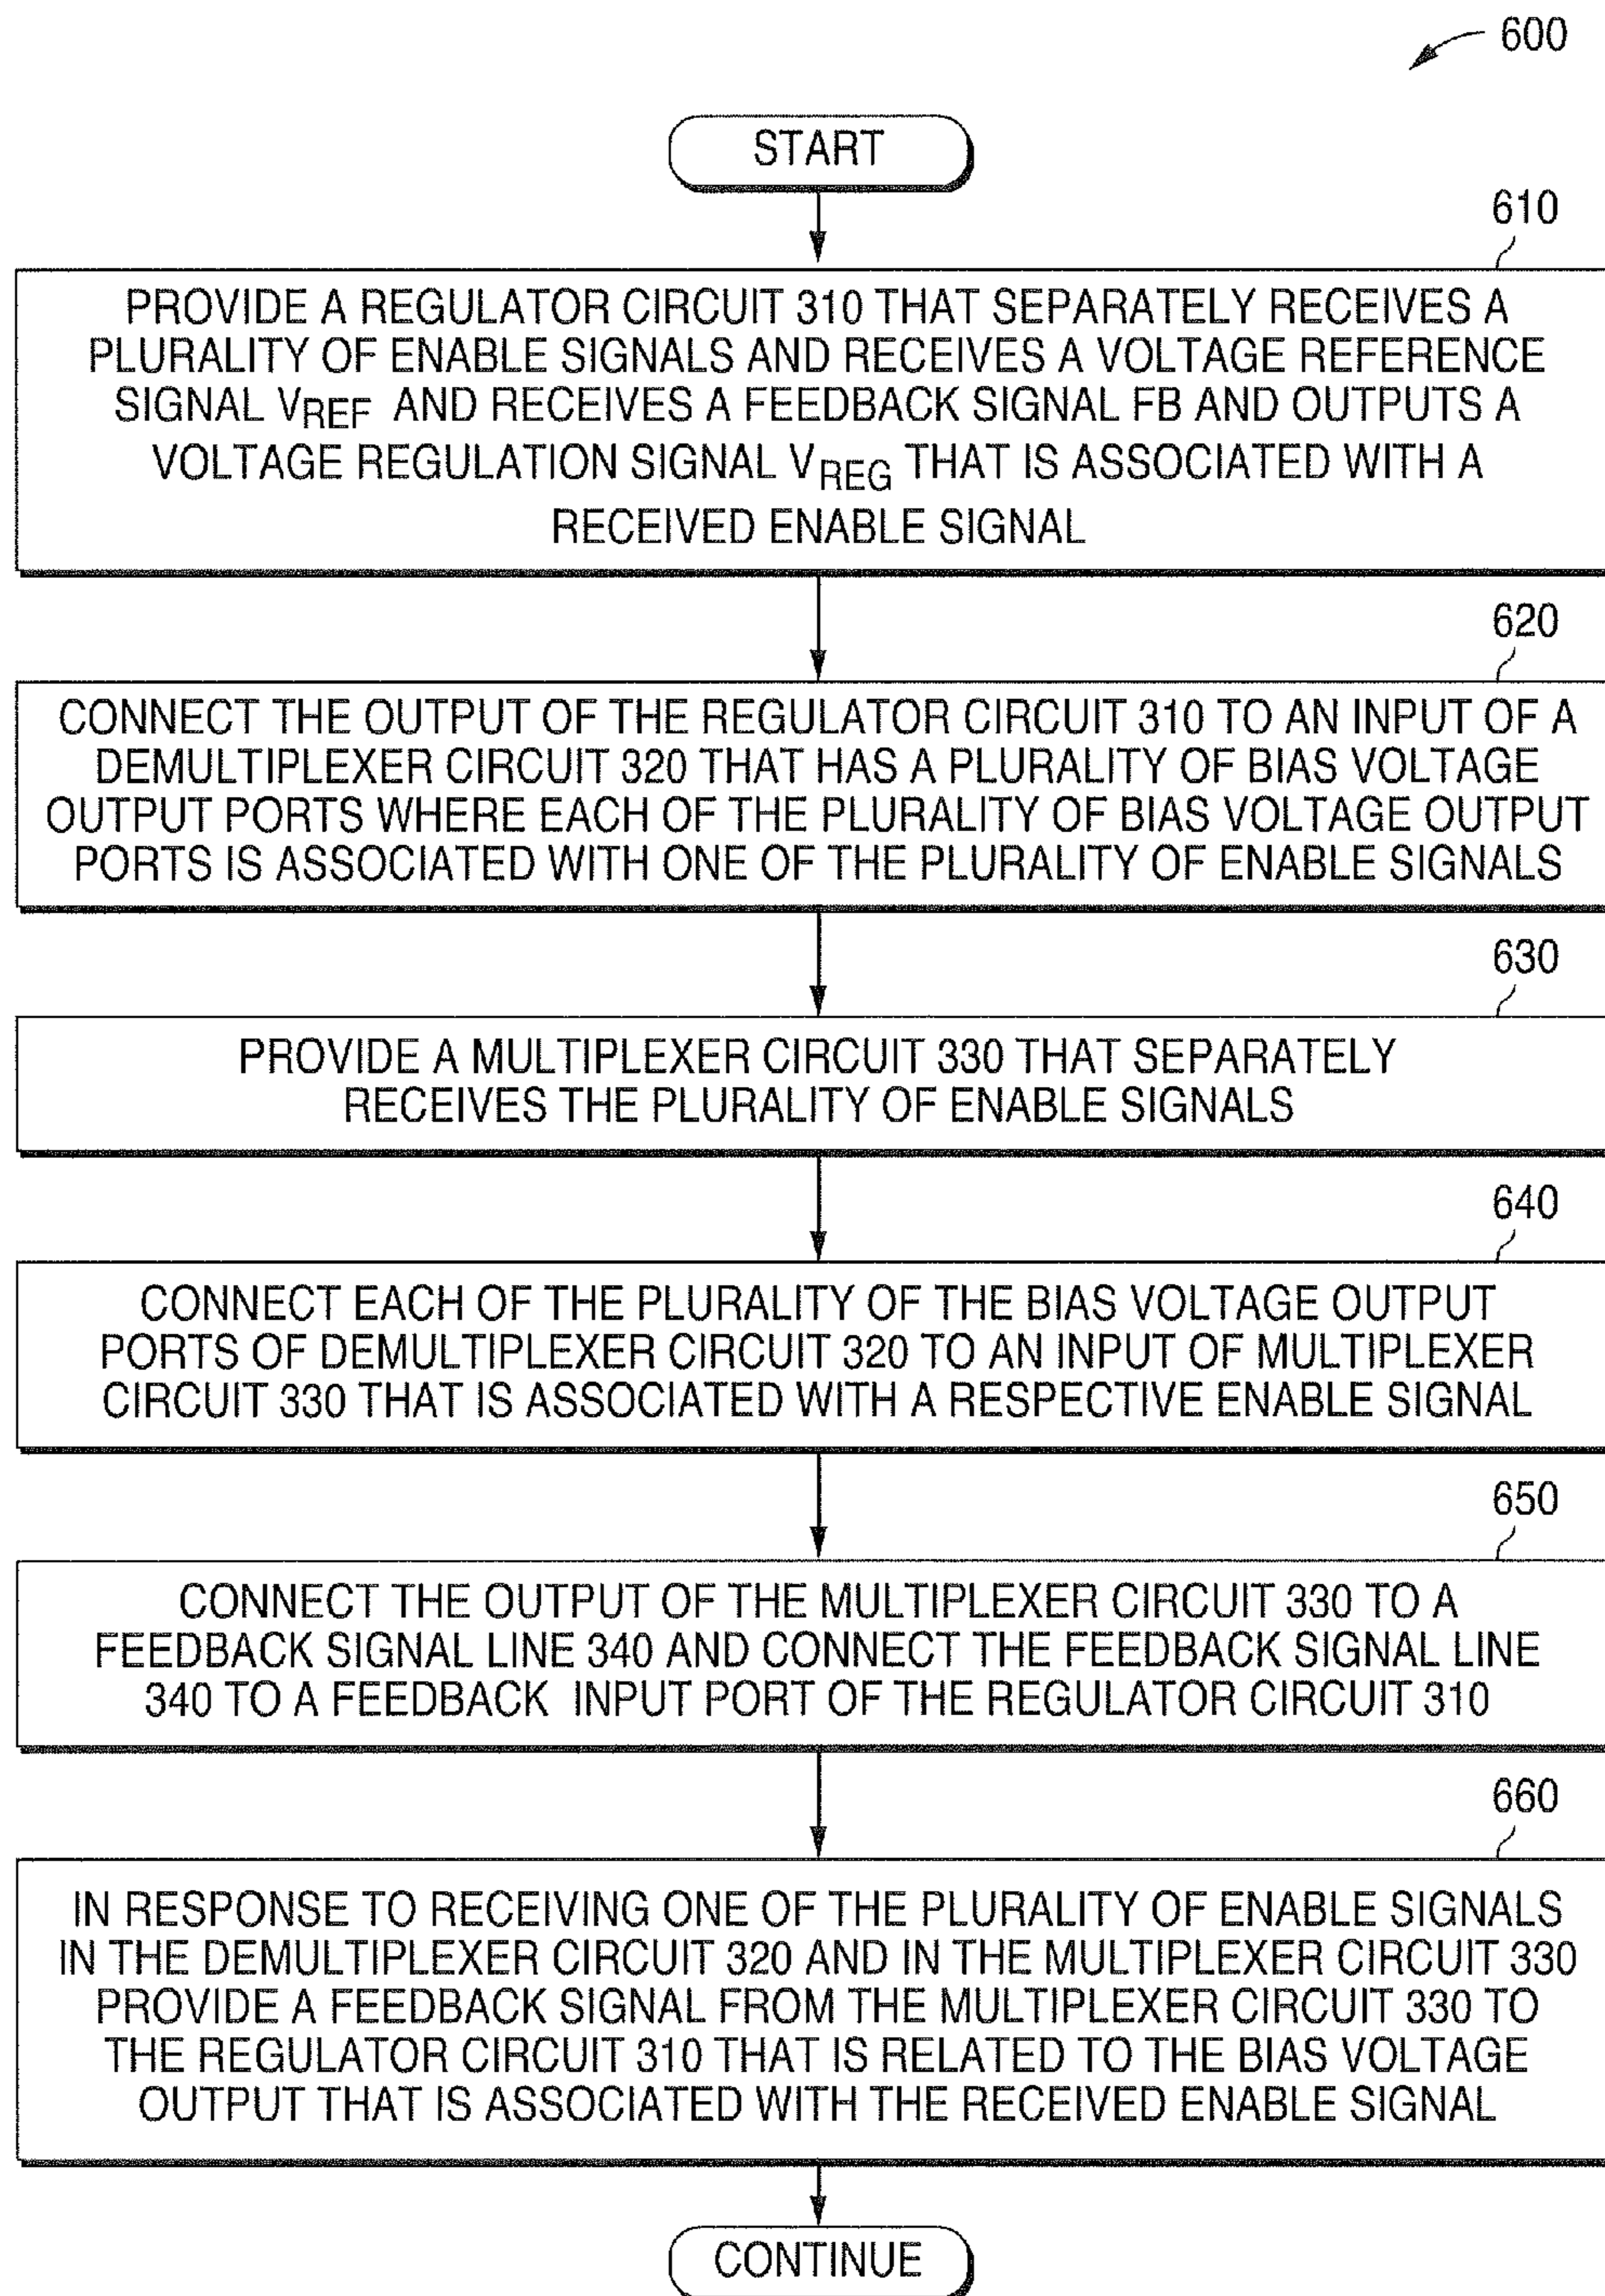 600
START
610
PROVIDE A REGULATOR CIRCUIT 310 THAT SEPARATELY RECEIVES A
PLURALITY OF ENABLE SIGNALS AND RECEIVES A VOLTAGE REFERENCE
SIGNAL VREF AND RECEIVES A FEEDBACK SIGNAL FB AND OUTPUTS A
VOLTAGE REGULATION SIGNAL VREG THAT IS ASSOCIATED WITH A
RECEIVED ENABLE SIGNAL
620
CONNECT THE OUTPUT OF THE REGULATOR CIRCUIT 310 TO AN INPUT OF A
DEMULTIPLEXER CIRCUIT 320 THAT HAS A PLURALITY OF BIAS VOLTAGE
OUTPUT PORTS WHERE EACH OF THE PLURALITY OF BIAS VOLTAGE OUTPUT
PORTS IS ASSOCIATED WITH ONE OF THE PLURALITY OF ENABLE SIGNALS
630
PROVIDE A MULTIPLEXER CIRCUIT 330 THAT SEPARATELY
RECEIVES THE PLURALITY OF ENABLE SIGNALS
640
CONNECT EACH OF THE PLURALITY OF THE BIAS VOLTAGE OUTPUT
PORTS OF DEMULTIPLEXER CIRCUIT 320 TO AN INPUT OF MULTIPLEXER
CIRCUIT 330 THAT IS ASSOCIATED WITH A RESPECTIVE ENABLE SIGNAL
650
CONNECT THE OUTPUT OF THE MULTIPLEXER CIRCUIT 330 TO A
FEEDBACK SIGNAL LINE 340 AND CONNECT THE FEEDBACK SIGNAL LINE
340 TO A FEEDBACK INPUT PORT OF THE REGULATOR CIRCUIT 310
660
IN RESPONSE TO RECEIVING ONE OF THE PLURALITY OF ENABLE SIGNALS
IN THE DEMULTIPLEXER CIRCUIT 320 AND IN THE MULTIPLEXER CIRCUIT 330
PROVIDE A FEEDBACK SIGNAL FROM THE MULTIPLEXER CIRCUIT 330 TO
THE REGULATOR CIRCUIT 310 THAT IS RELATED TO THE BIAS VOLTAGE
OUTPUT THAT IS ASSOCIATED WITH THE RECEIVED ENABLE SIGNAL
CONTINUE